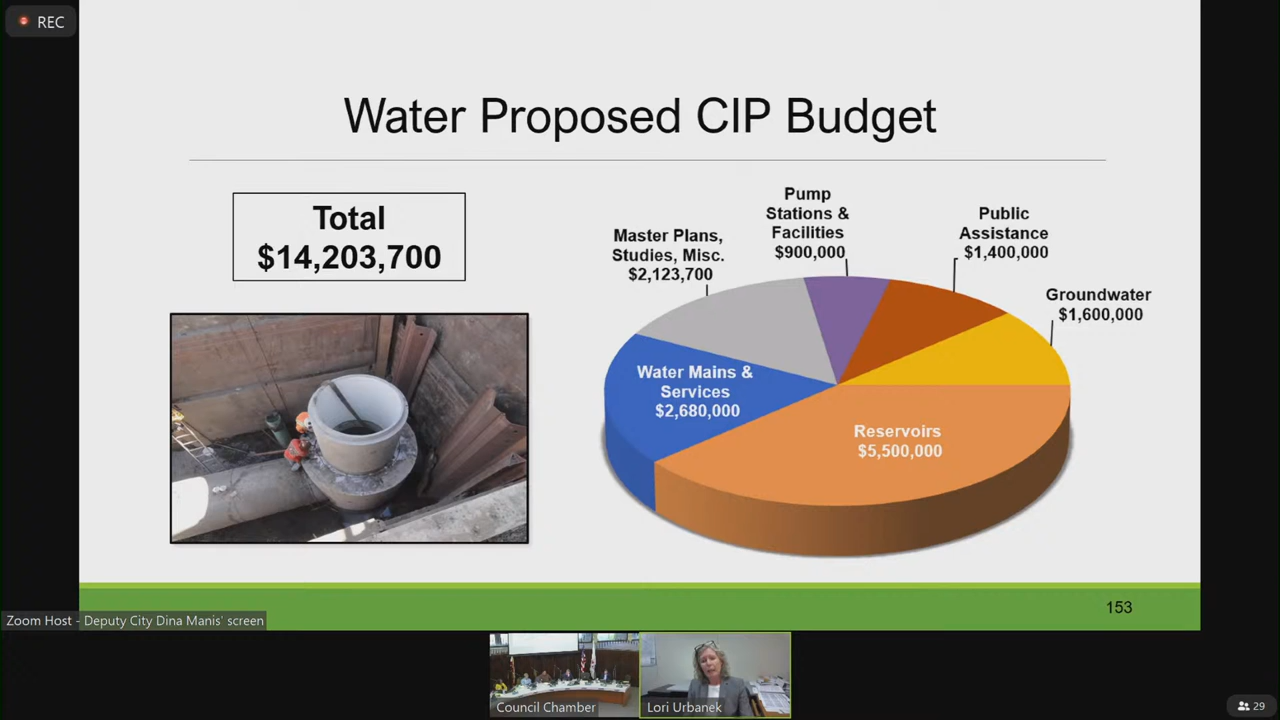 REC
Water Proposed CIP Budget
Total
$14,203,700
Pump
Stations &
Facilities
$900,000
Master Plans,
Studies, Misc.
$2,123,700
Public
Assistance
$1,400,000
Groundwater
$1,600,000
Water Mains &
Services
$2,680,000
Reservoirs
$5,500,000
153
Zoom Host - Deputy City Dina Manis' screen
Council Chamber
Lori Urbanek
29